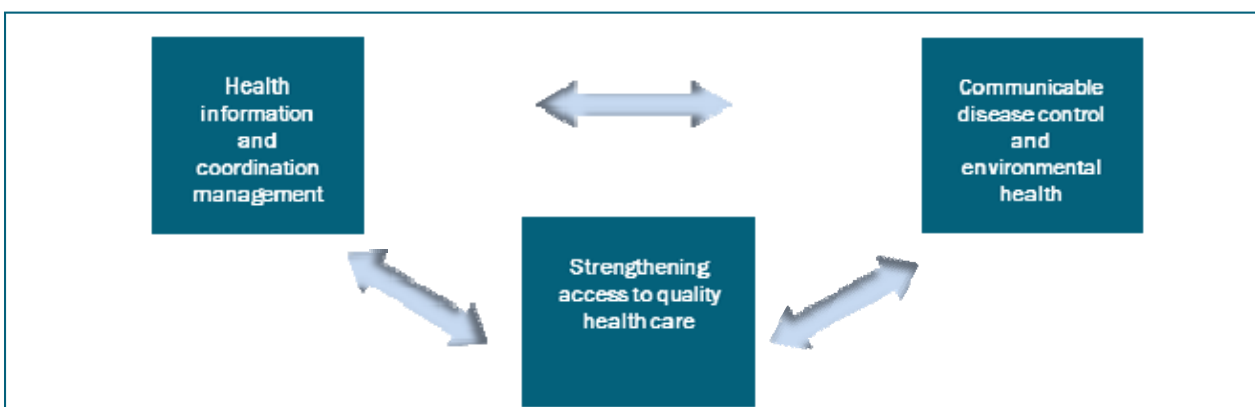 Health
information
and
coordination
management
Communicable
disease control
and
environmental
health
Strengthening
access to quality
health care